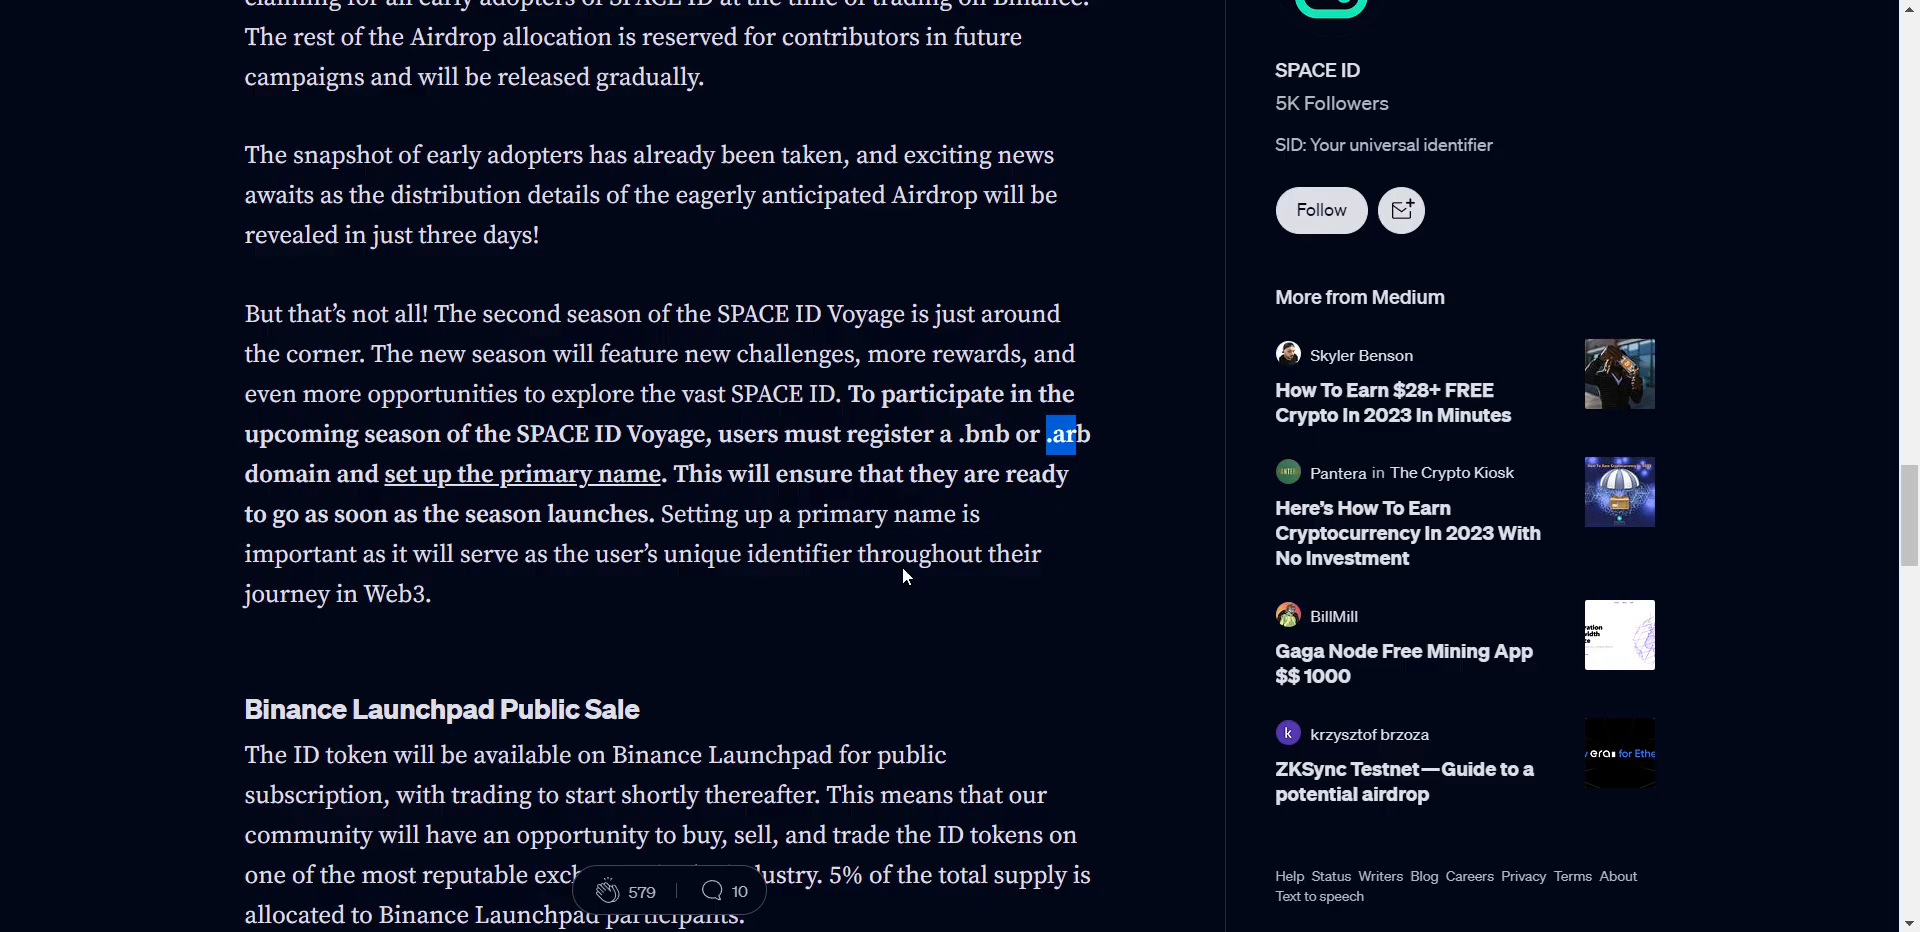 claiming for all early adopters of SPACE ID at the time of trading on Binance.
The rest of the Airdrop allocation is reserved for contributors in future
campaigns and will be released gradually.
The snapshot of early adopters has already been taken, and exciting news
awaits as the distribution details of the eagerly anticipated Airdrop will be
revealed in just three days!
But that’s not all! The second season of the SPACE ID Voyage is just around
the corner. The new season will feature new challenges, more rewards, and
even more opportunities to explore the vast SPACE ID. To participate in the
upcoming season of the SPACE ID Voyage, users must register a .bnb or .arb
domain and set up the primary name. This will ensure that they are ready
to go as soon as the season launches. Setting up a primary name is
important as it will serve as the user’s unique identifier throughout their
journey in Web3.
Binance Launchpad Public Sale
The ID token will be available on Binance Launchpad for public
subscription, with trading to start shortly thereafter. This means that our
community will have an opportunity to buy, sell, and trade the ID tokens on
one of the most reputable exc dustry. 5% of the total supply is
allocated to Binance Launchpad participants.
579
10
SPACE ID
5K Followers
SID: Your universal identifier
Follow
More from Medium
Skyler Benson
How To Earn $28+ FREE
Crypto In 2023 In Minutes
Pantera in The Crypto Kiosk
Here’s How To Earn
Cryptocurrency In 2023 With
No Investment
BillMill
Gaga Node Free Mining App
$$ 1000
k
krzysztof brzoza
ZKSync Testnet — Guide to a
potential airdrop
era for Ethe
Help Status Writers Blog Careers Privacy Terms About
Text to speech